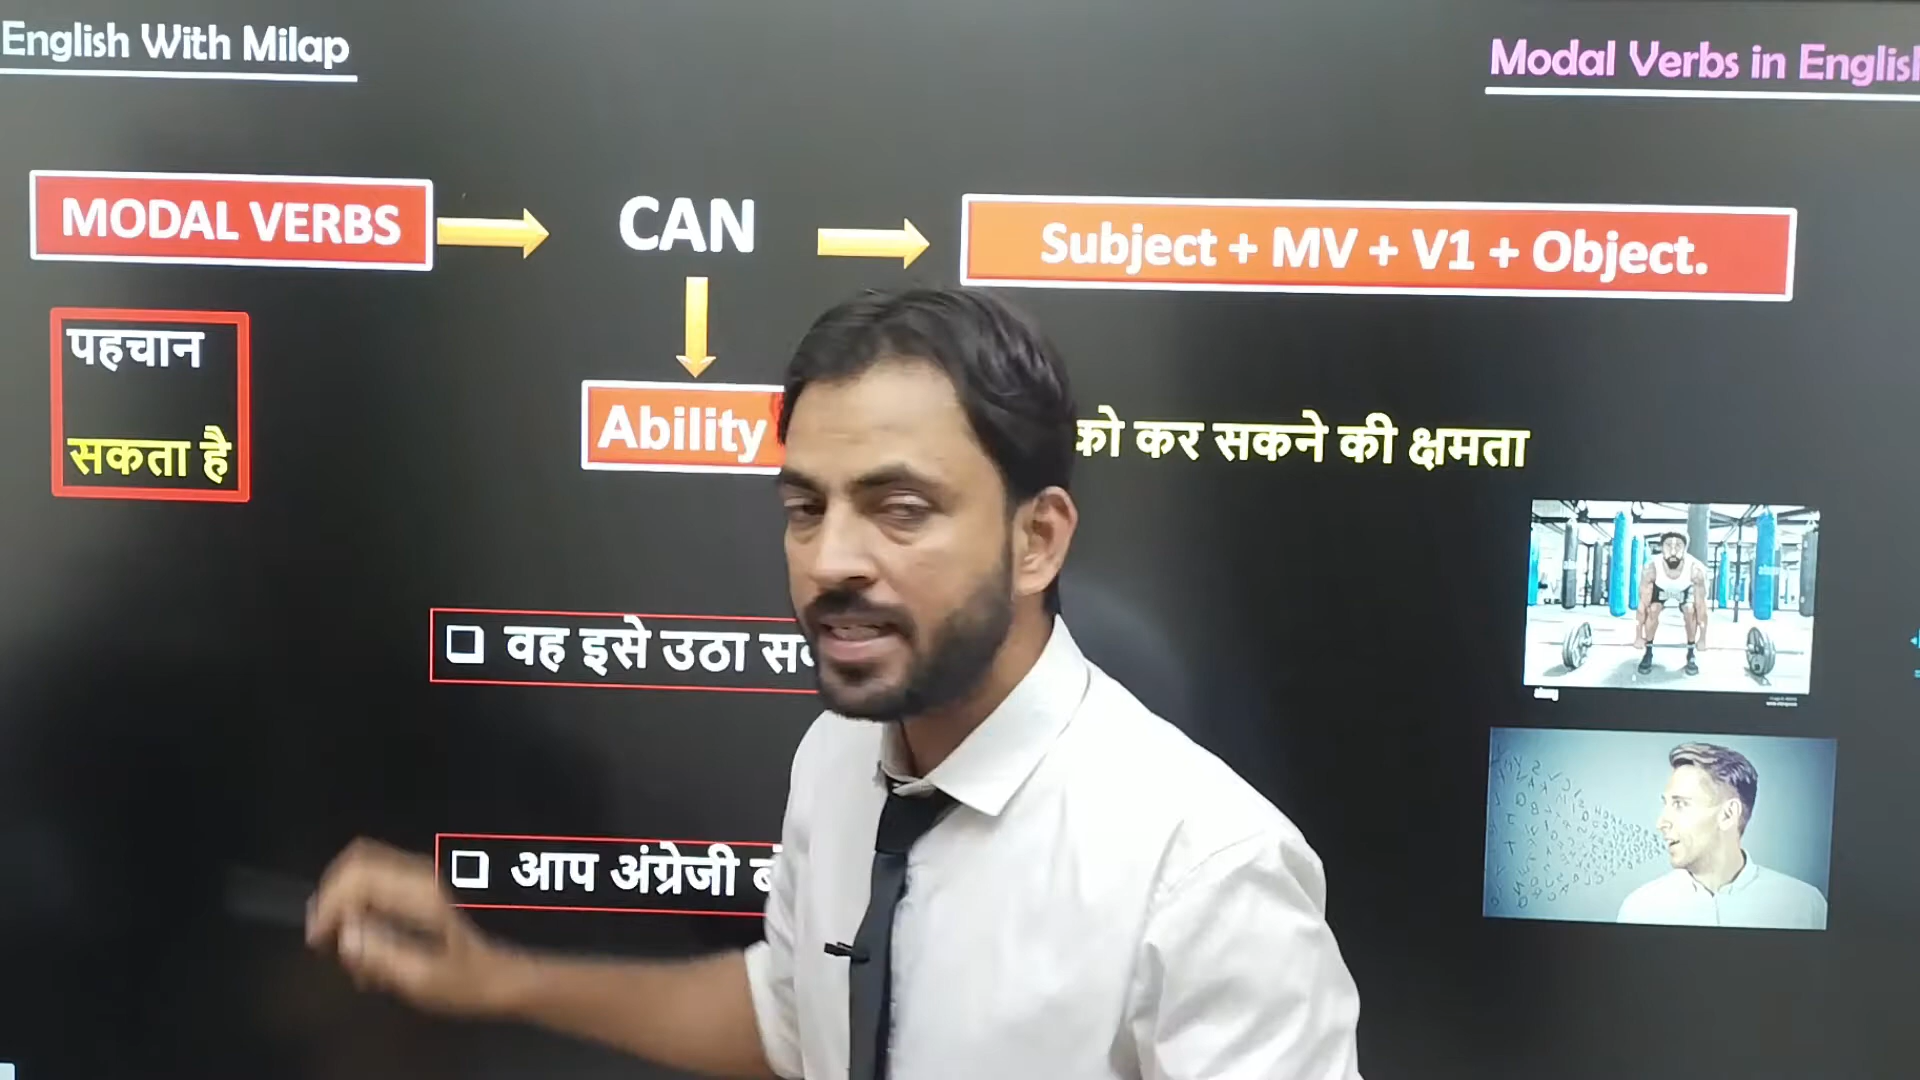 English With Milap
Modal Verbs in English
MODAL VERBS
CAN
Subject + MV + V1 + Object.
पहचान
सकता है
Ability
को कर सकने की क्षमता
वह इसे उठा
आप अंग्रेजी